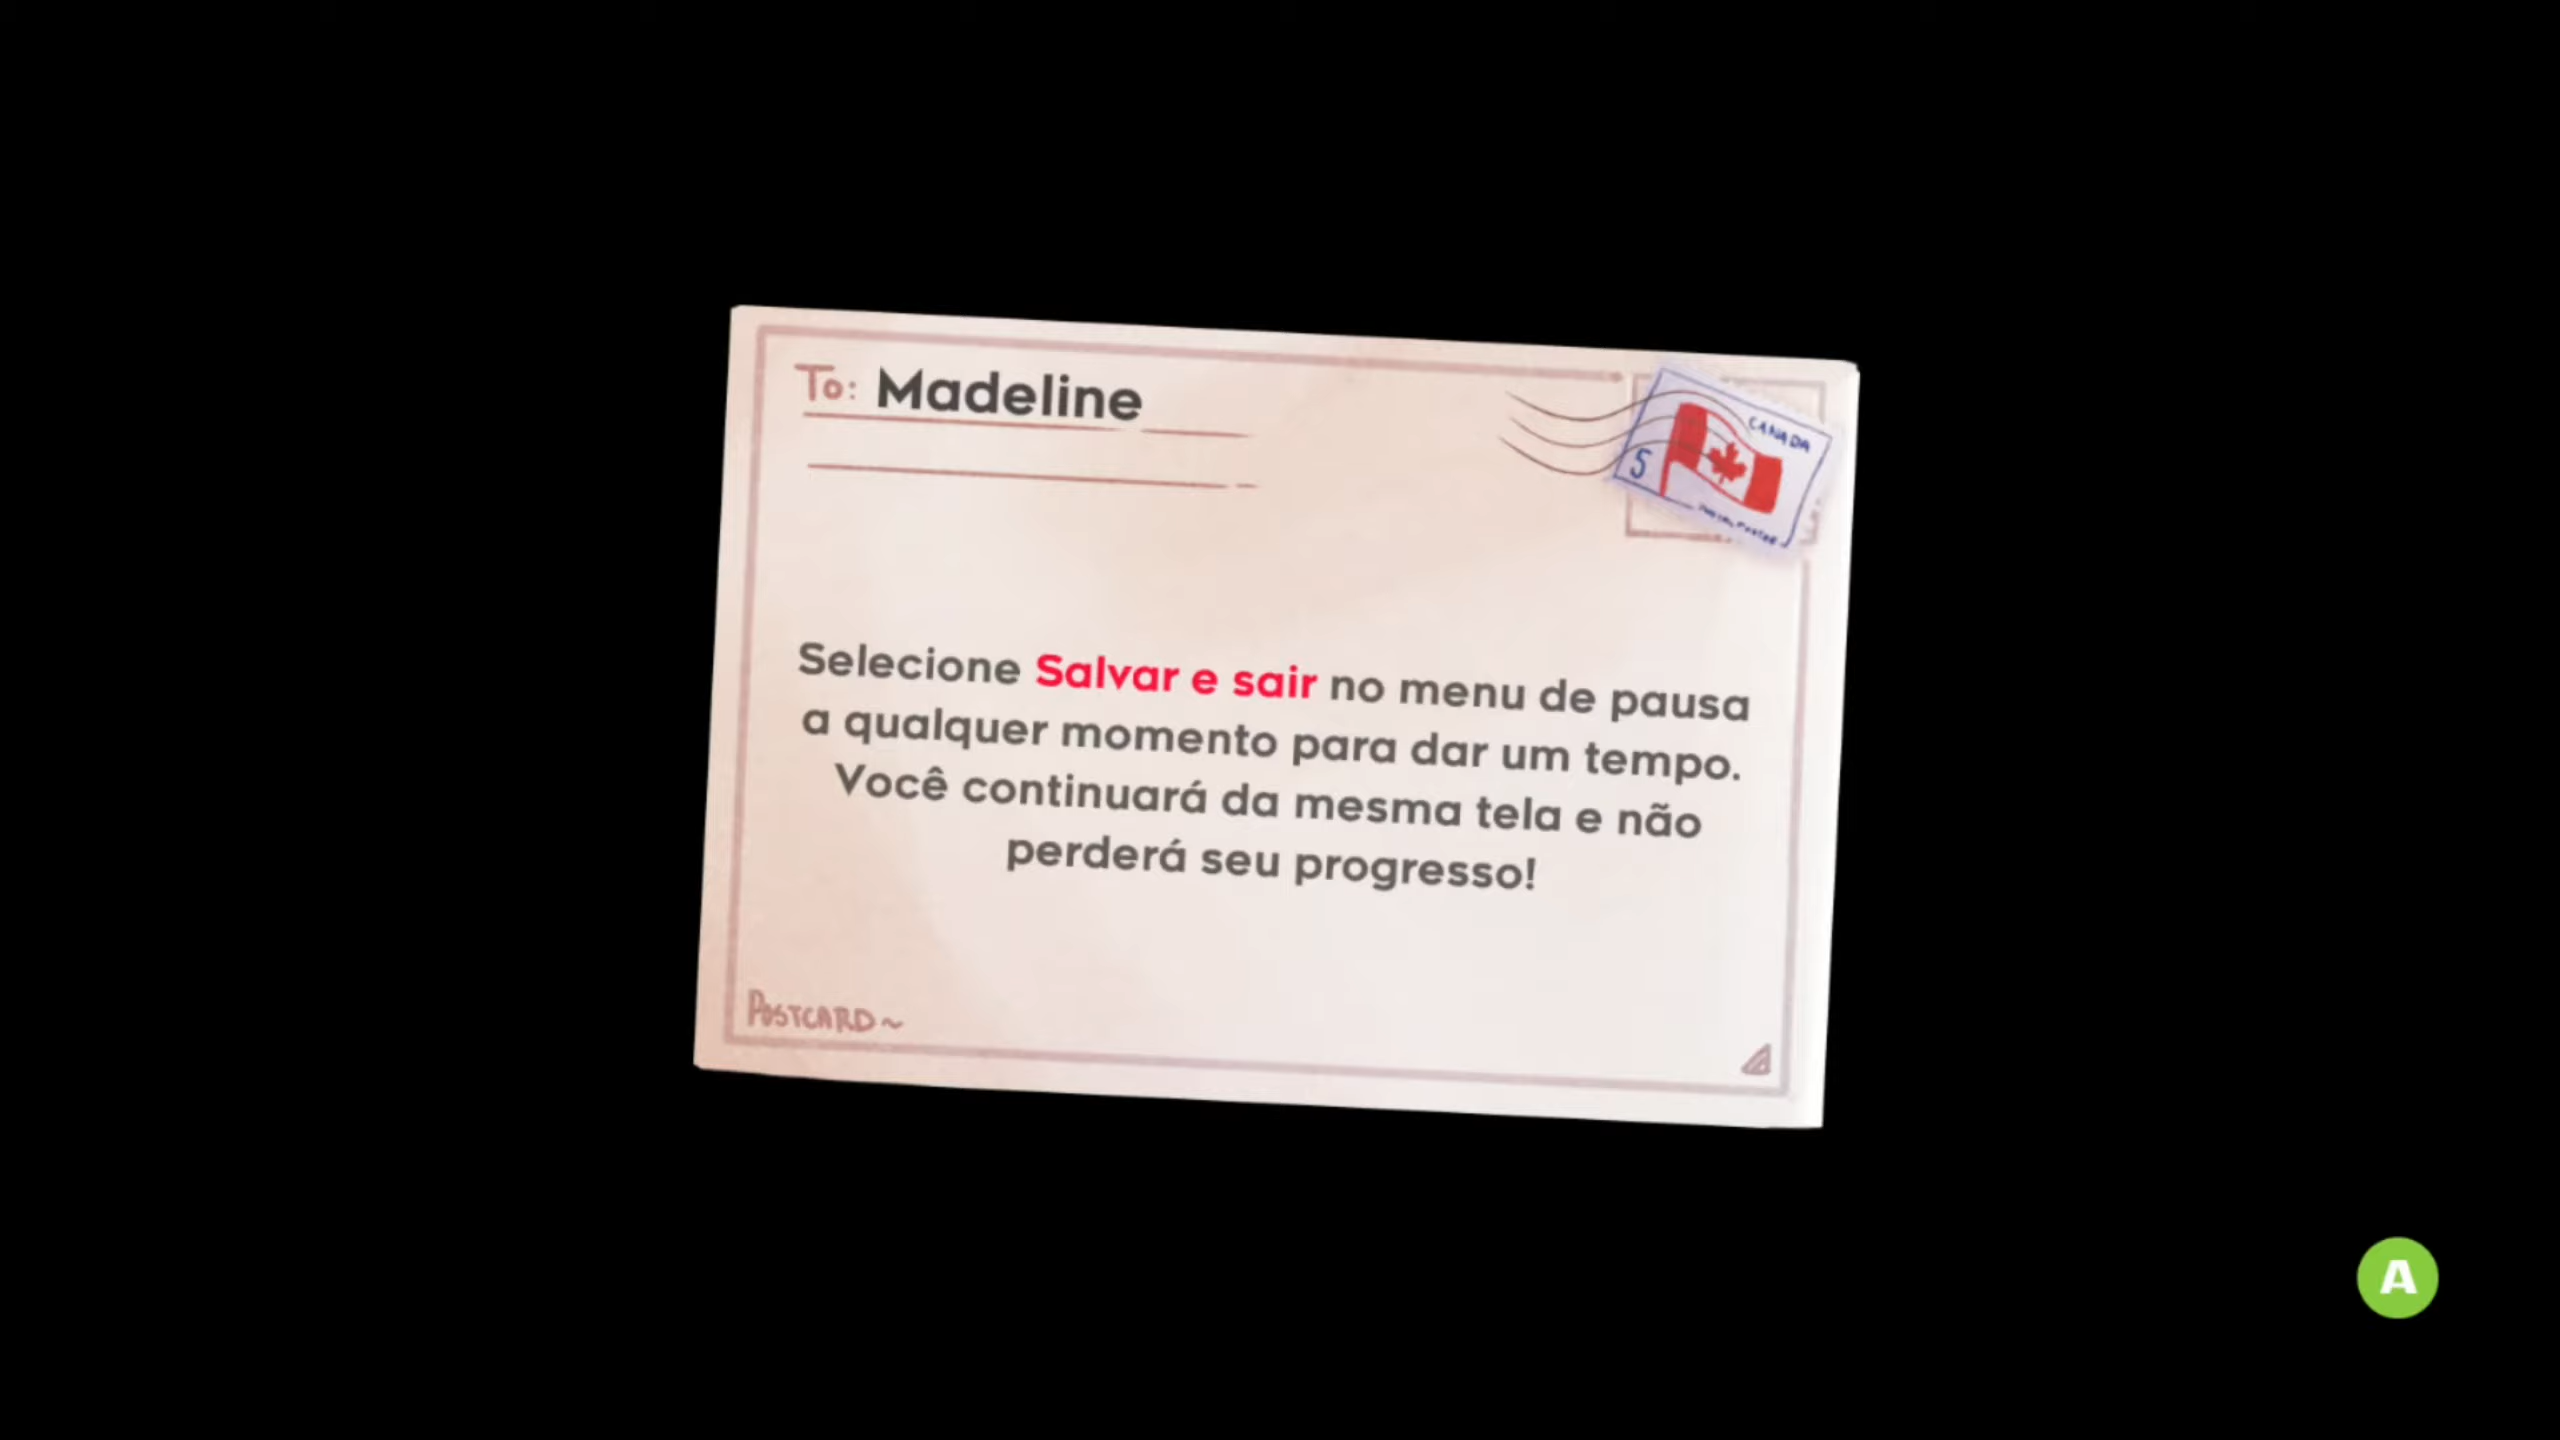 To: Madeline
CANADA
5
Selecione Salvar e sair no menu de pausa
a qualquer momento para dar um tempo.
Você continuará da mesma tela e não
perderá seu progresso!
POSTCARD~
A